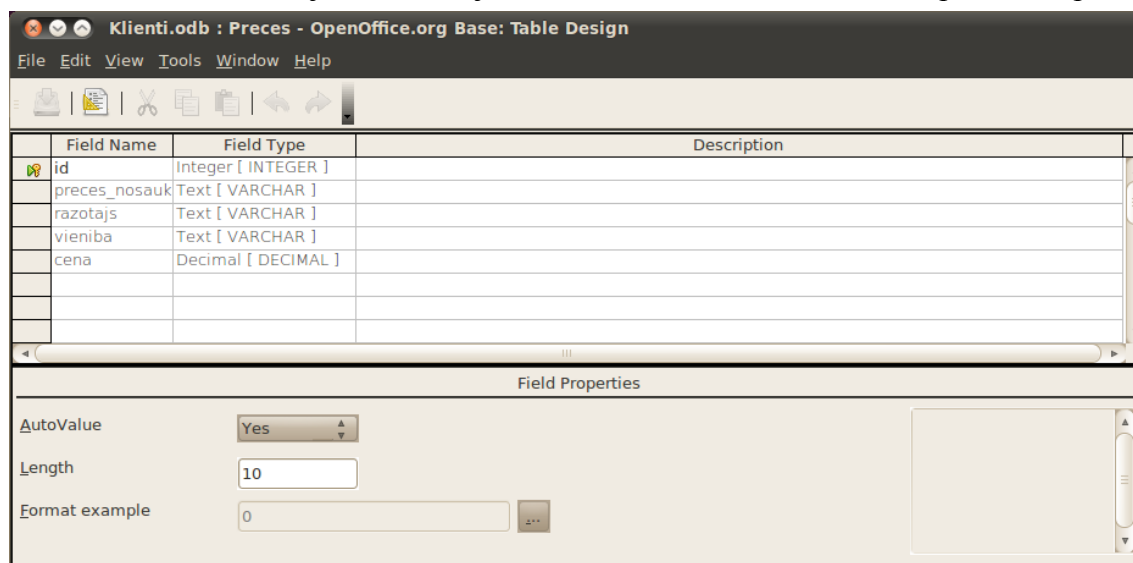 Klienti.odb : Preces - OpenOffice.org Base: Table Design
File Edit View Tools Window Help
Field Name Field Type Description
id Integer [ INTEGER ]
preces_nosauk Text [ VARCHAR ]
razotajs Text [ VARCHAR ]
vieniba Text [ VARCHAR ]
cena Decimal [ DECIMAL ]
Field Properties
AutoValue Yes
Length 10
Format example 0 ...